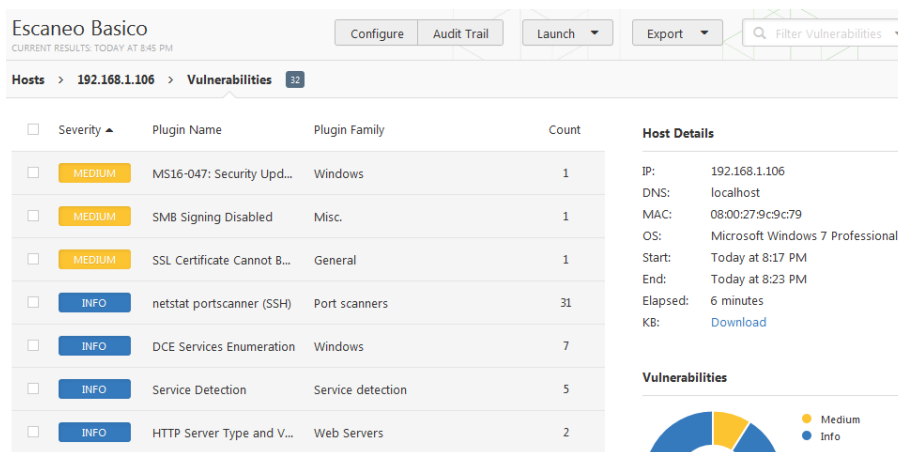 Escaneo Basico
CURRENT RESULTS: TODAY AT 8:45 PM
Configure Audit Trail Launch Export Filter Vulnerabilities
Hosts > 192.168.1.106 > Vulnerabilities 32
Severity Plugin Name Plugin Family Count
MEDIUM MS16-047: Security Upd... Windows 1
MEDIUM SMB Signing Disabled Misc. 1
MEDIUM SSL Certificate Cannot B... General 1
INFO netstat portscanner (SSH) Port scanners 31
INFO DCE Services Enumeration Windows 7
INFO Service Detection Service detection 5
INFO HTTP Server Type and V... Web Servers 2
Host Details
IP: 192.168.1.106
DNS: localhost
MAC: 08:00:27:9c:9c:79
OS: Microsoft Windows 7 Professional
Start: Today at 8:17 PM
End: Today at 8:23 PM
Elapsed: 6 minutes
KB: Download
Vulnerabilities
Medium
Info